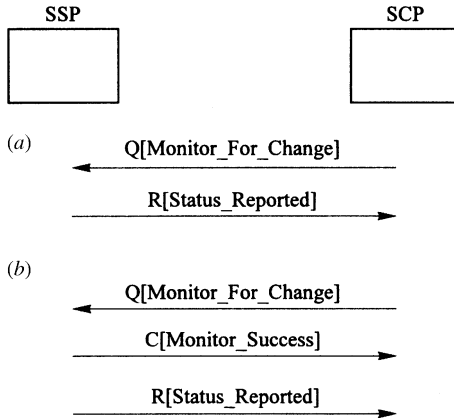 SSP SCP
(a)
Q[Monitor_For_Change]
R[Status_Reported]
(b)
Q[Monitor_For_Change]
C[Monitor_Success]
R[Status_Reported]